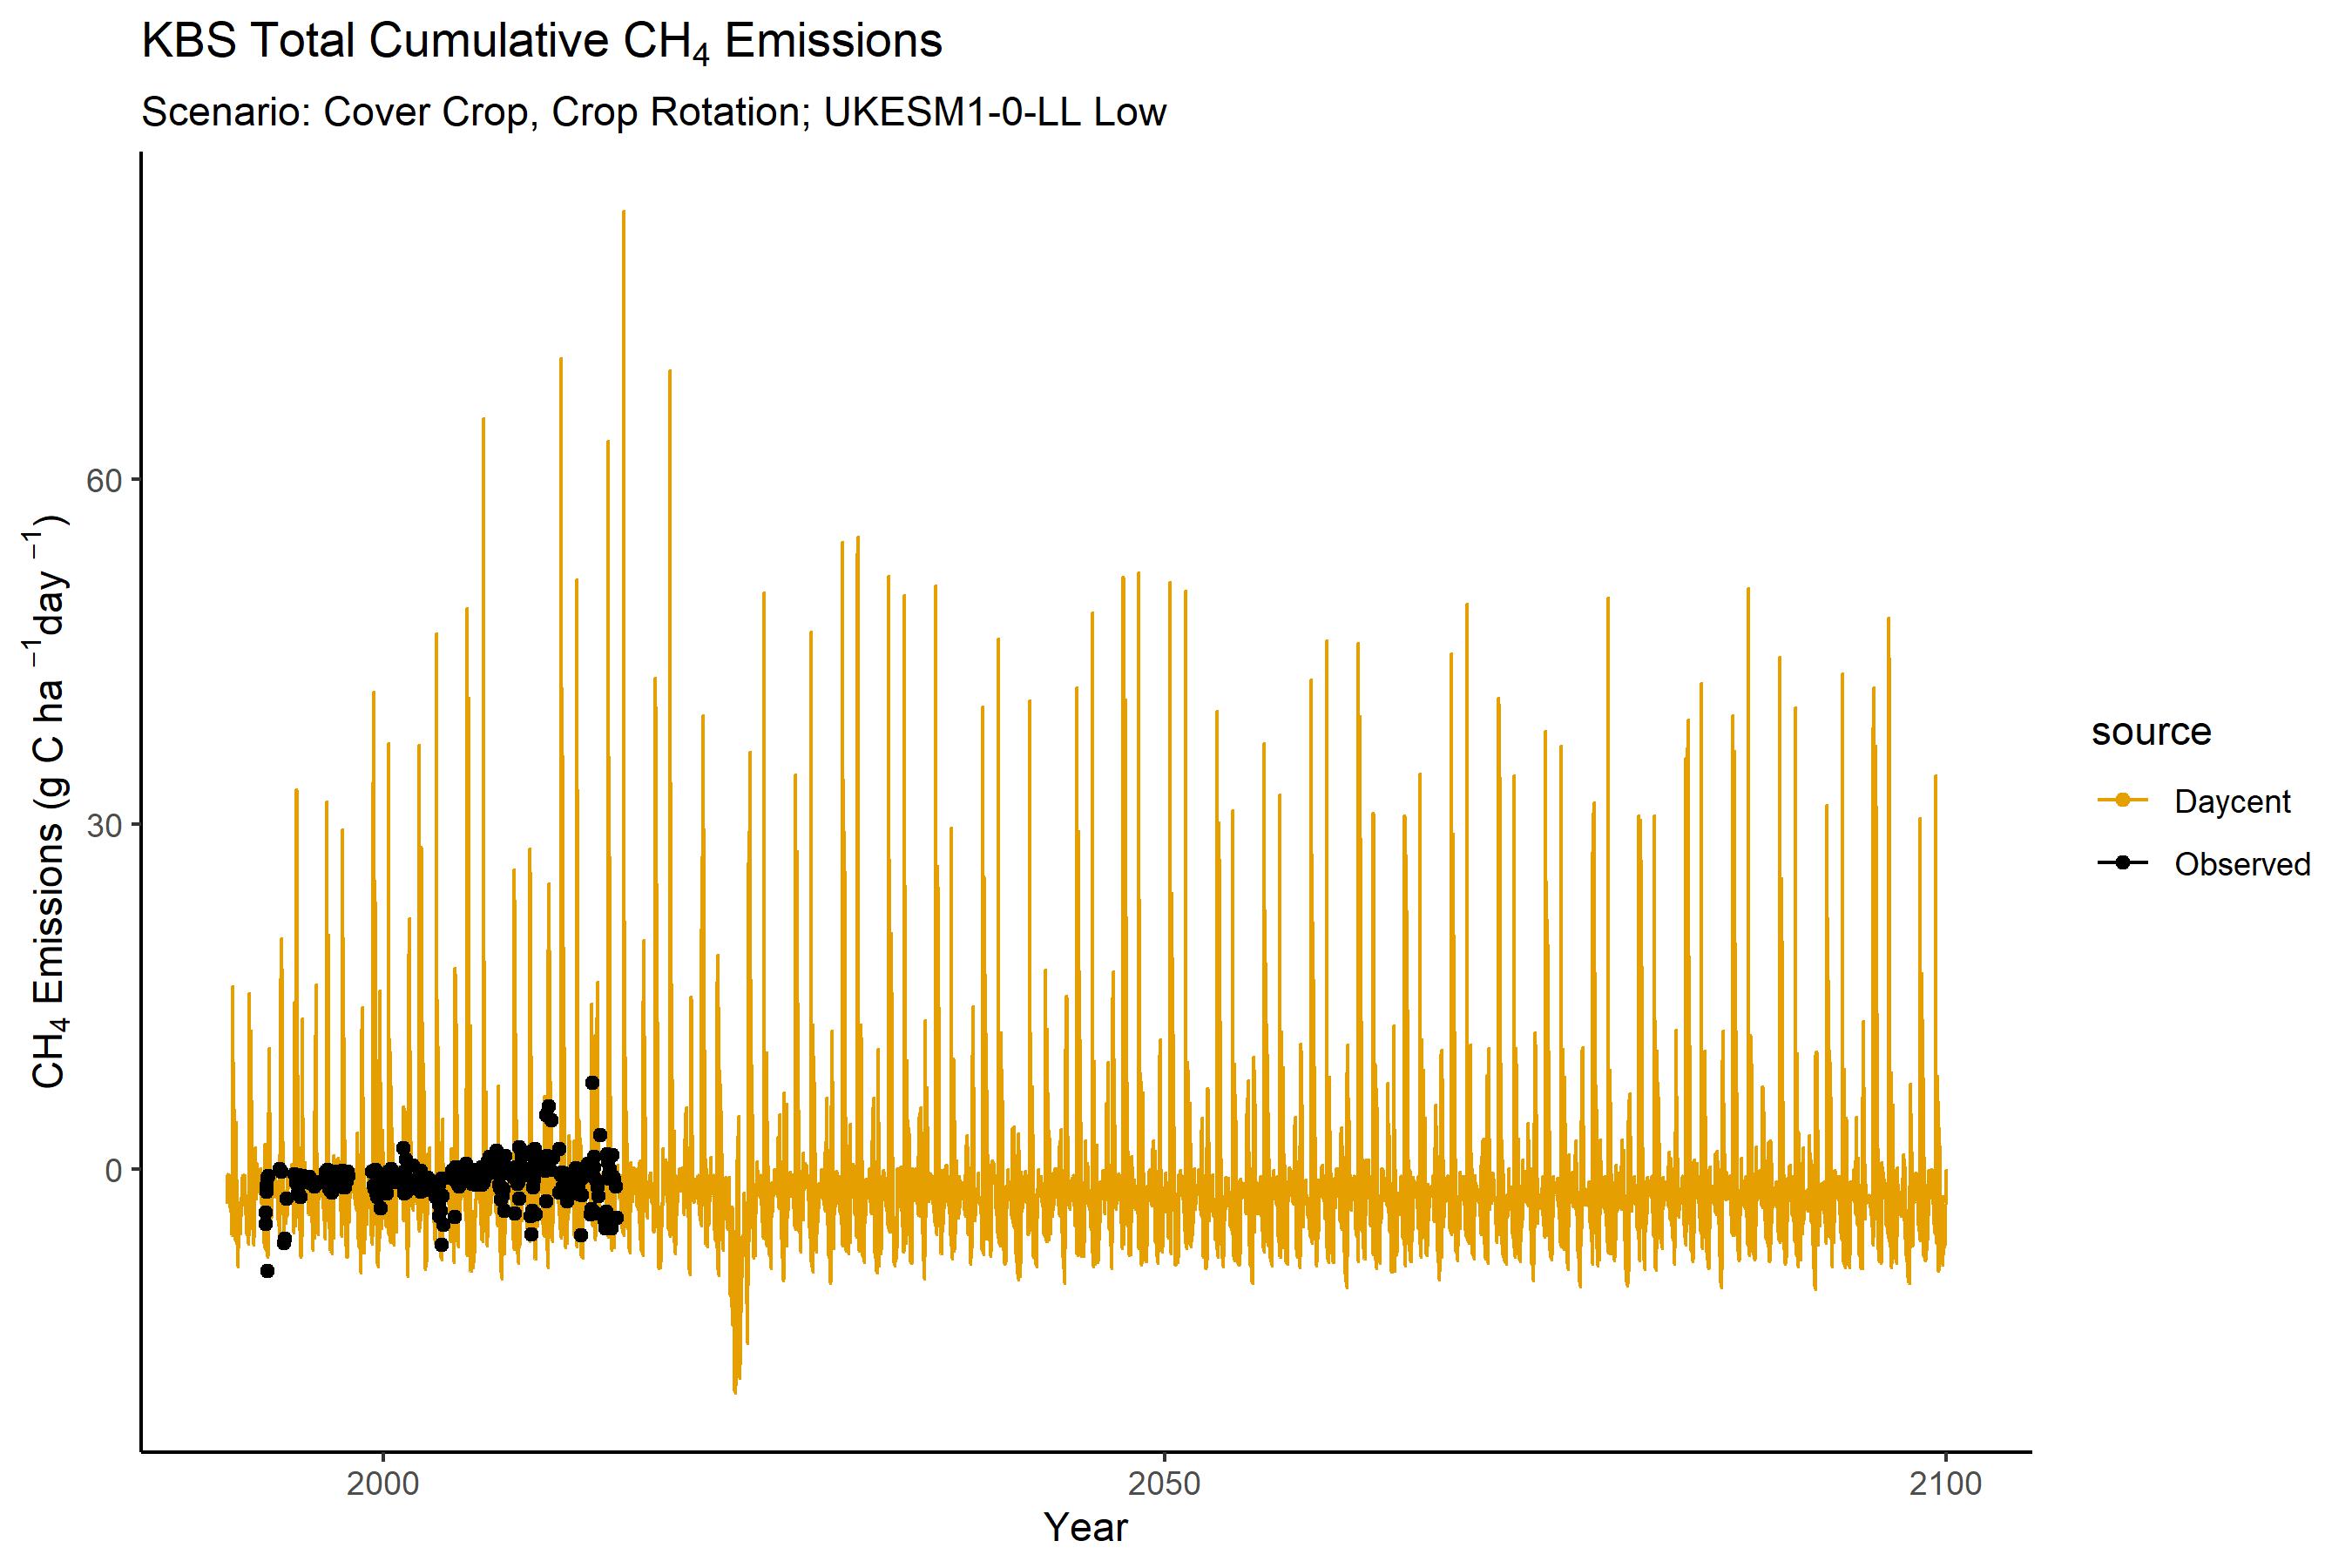 KBS Total Cumulative CH₄ Emissions
Scenario: Cover Crop, Crop Rotation; UKESM1-0-LL Low
CH₄ Emissions (g C ha ⁻¹day ⁻¹)
60
30
0
2000
2050
2100
Year
source
Daycent
Observed